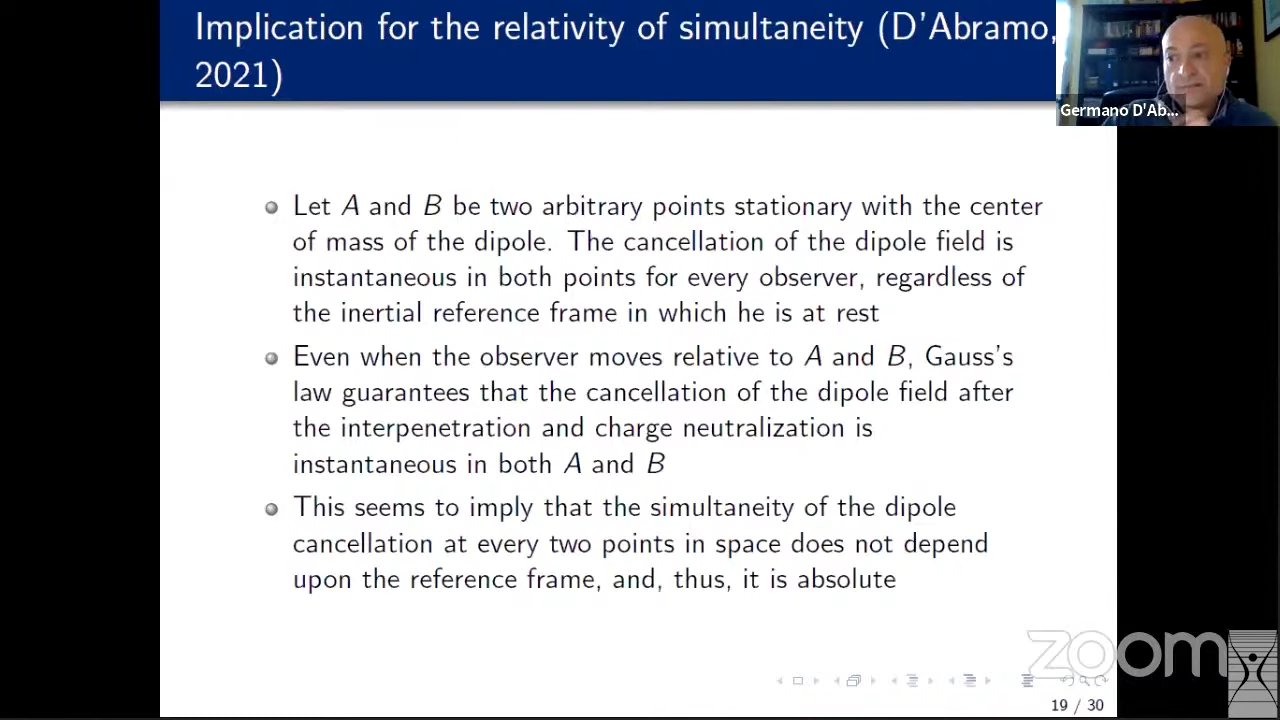 Implication for the relativity of simultaneity (D'Abramo,
2021)
Germano D'Ab...
Let A and B be two arbitrary points stationary with the center
of mass of the dipole. The cancellation of the dipole field is
instantaneous in both points for every observer, regardless of
the inertial reference frame in which he is at rest
Even when the observer moves relative to A and B, Gauss's
law guarantees that the cancellation of the dipole field after
the interpenetration and charge neutralization is
instantaneous in both A and B
This seems to imply that the simultaneity of the dipole
cancellation at every two points in space does not depend
upon the reference frame, and, thus, it is absolute
zoom
19 / 30